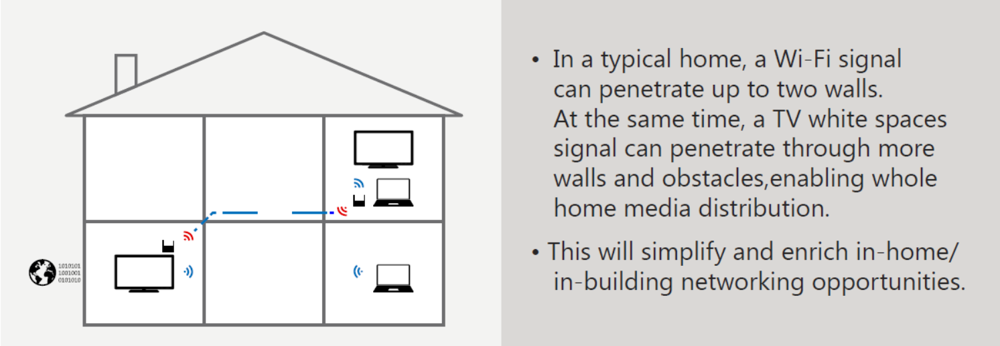 1010101
1001001
0101010
• In a typical home, a Wi-Fi signal
can penetrate up to two walls.
At the same time, a TV white spaces
signal can penetrate through more
walls and obstacles,enabling whole
home media distribution.
• This will simplify and enrich in-home/
in-building networking opportunities.